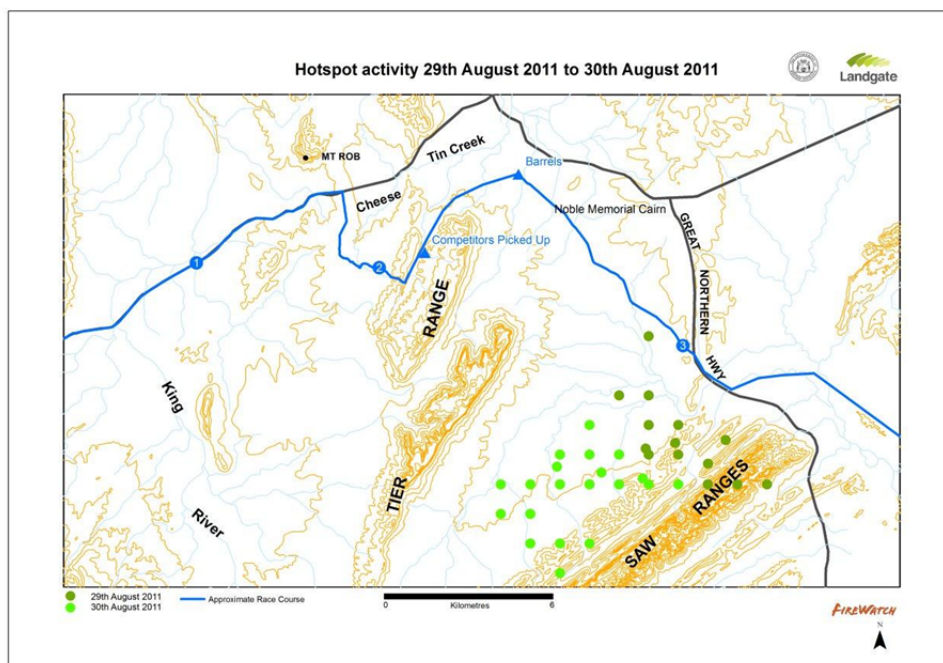 Hotspot activity 29th August 2011 to 30th August 2011
Landgate
MT ROB
Tin Creek
Cheese
Barrels
Noble Memorial Cairn
Competitors Picked Up
1
2
3
GREAT
NORTHERN
HWY
RANGE
TIER
King
River
SAW
RANGES
29th August 2011
30th August 2011
Approximate Race Course
0
Kilometres
6
FIREWATCH
N